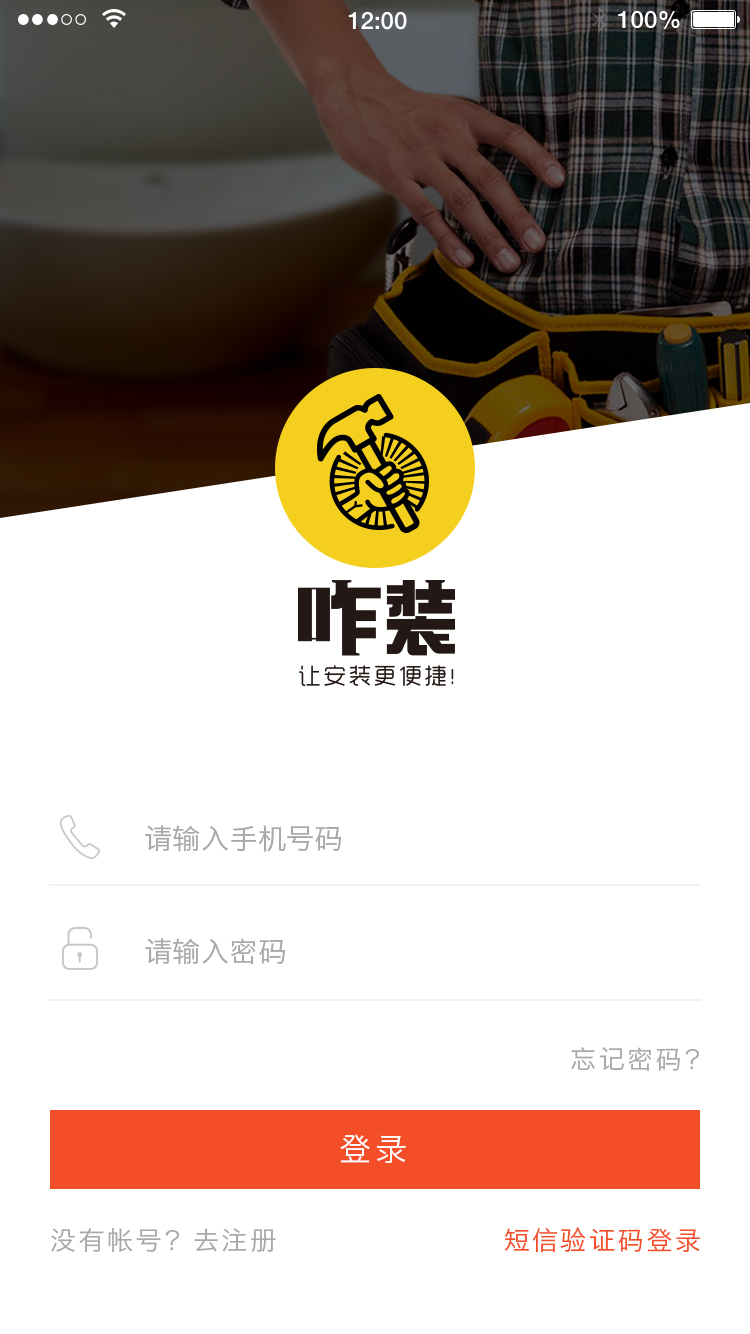 12:00 100%
咋装
让安装更便捷!
请输入手机号码
请输入密码
忘记密码?
登录
没有帐号? 去注册 短信验证码登录